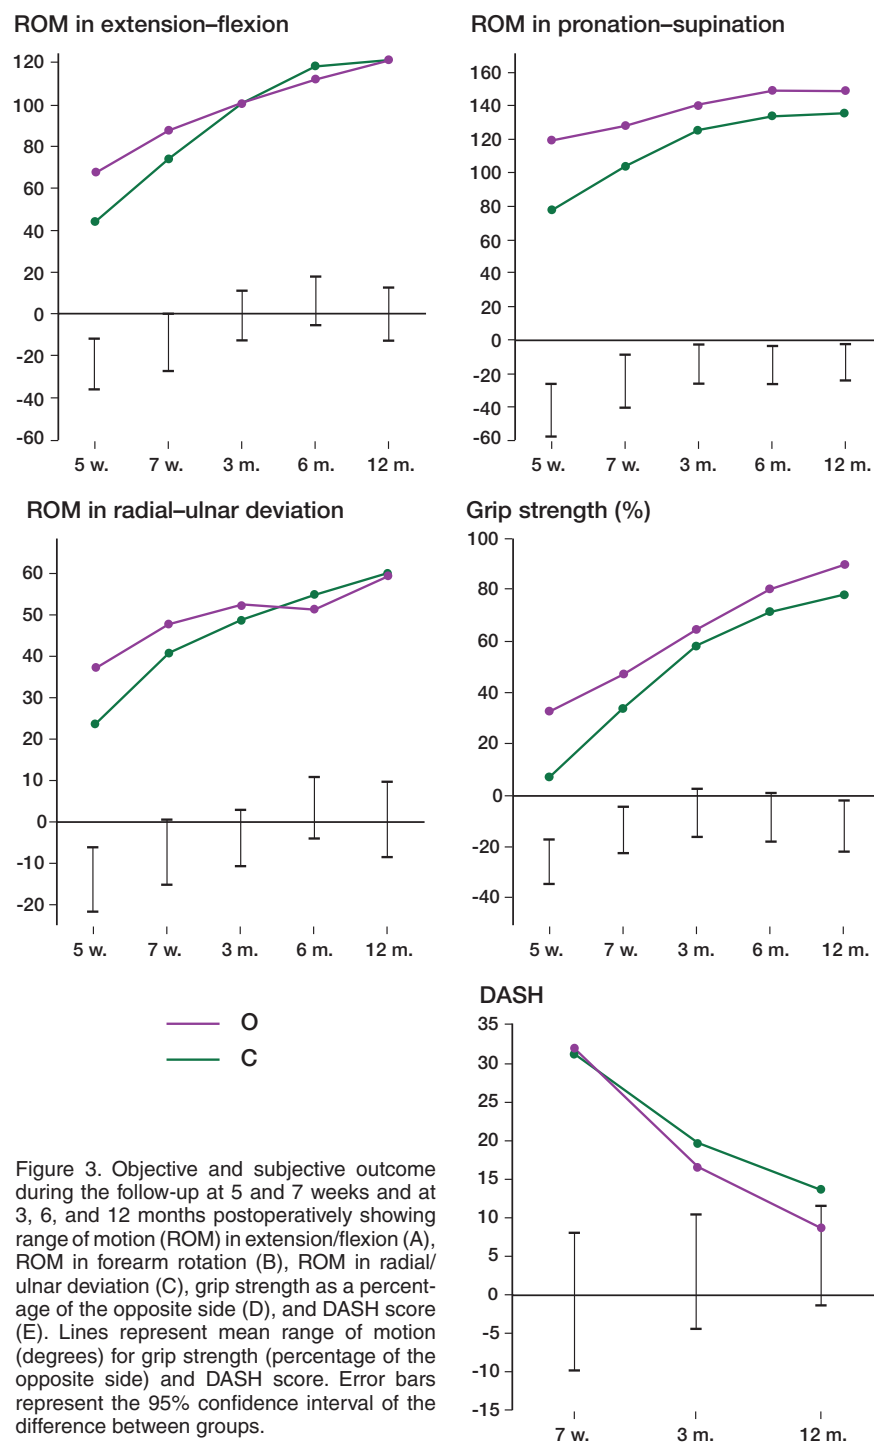 ROM in extension–flexion
120
100
80
60
40
20
0
-20
-40
-60
5 w. 7 w. 3 m. 6 m. 12 m.
ROM in pronation–supination
160
140
120
100
80
60
40
20
0
-20
-40
-60
5 w. 7 w. 3 m. 6 m. 12 m.
ROM in radial–ulnar deviation
60
50
40
30
20
10
0
-10
-20
5 w. 7 w. 3 m. 6 m. 12 m.
Grip strength (%)
100
80
60
40
20
0
-20
-40
5 w. 7 w. 3 m. 6 m. 12 m.
O
C
DASH
35
30
25
20
15
10
5
0
-5
-10
-15
7 w. 3 m. 12 m.
Figure 3. Objective and subjective outcome
during the follow-up at 5 and 7 weeks and at
3, 6, and 12 months postoperatively showing
range of motion (ROM) in extension/flexion (A),
ROM in forearm rotation (B), ROM in radial/
ulnar deviation (C), grip strength as a percent-
age of the opposite side (D), and DASH score
(E). Lines represent mean range of motion
(degrees) for grip strength (percentage of the
opposite side) and DASH score. Error bars
represent the 95% confidence interval of the
difference between groups.